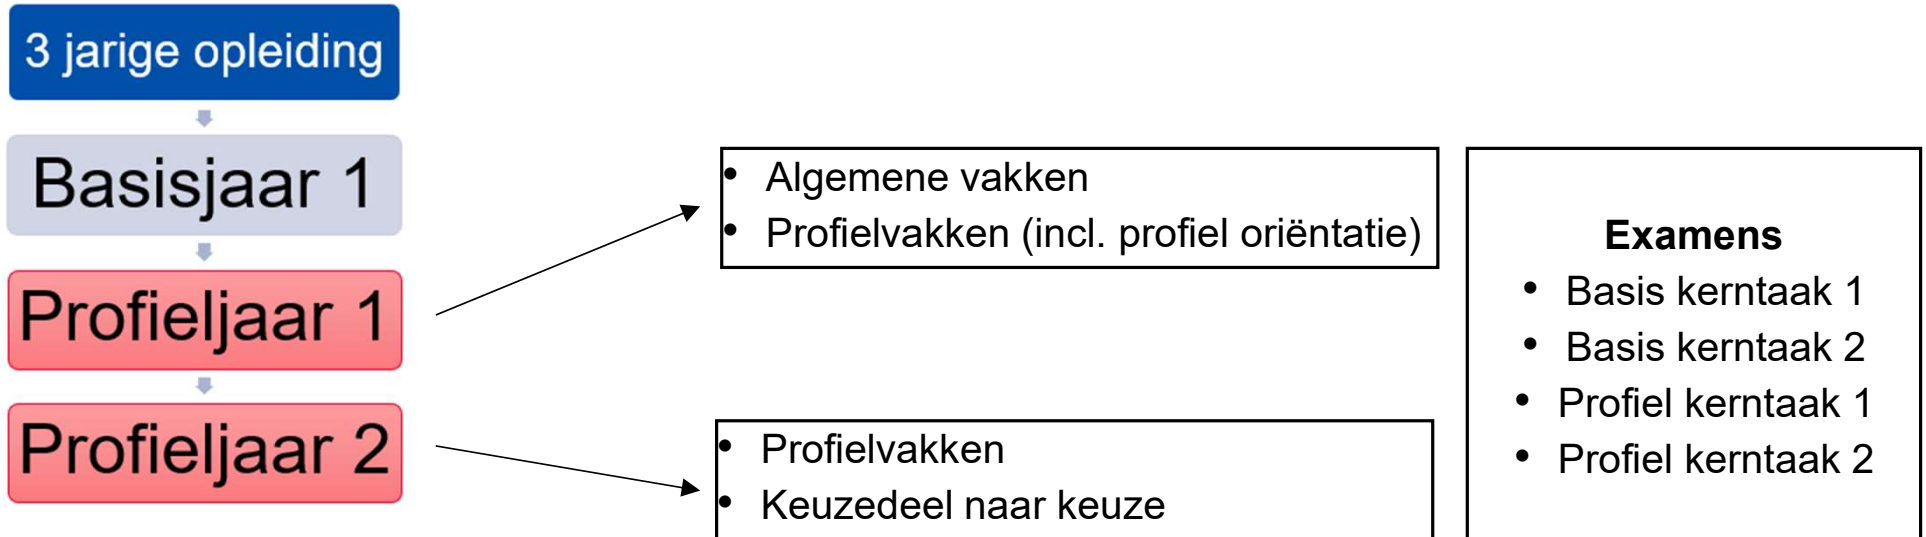 3 jarige opleiding
Basisjaar 1
Profieljaar 1
Profieljaar 2
• Algemene vakken
• Profielvakken (incl. profiel oriëntatie)
• Profielvakken
• Keuzedeel naar keuze
Examens
• Basis kerntaak 1
• Basis kerntaak 2
• Profiel kerntaak 1
• Profiel kerntaak 2